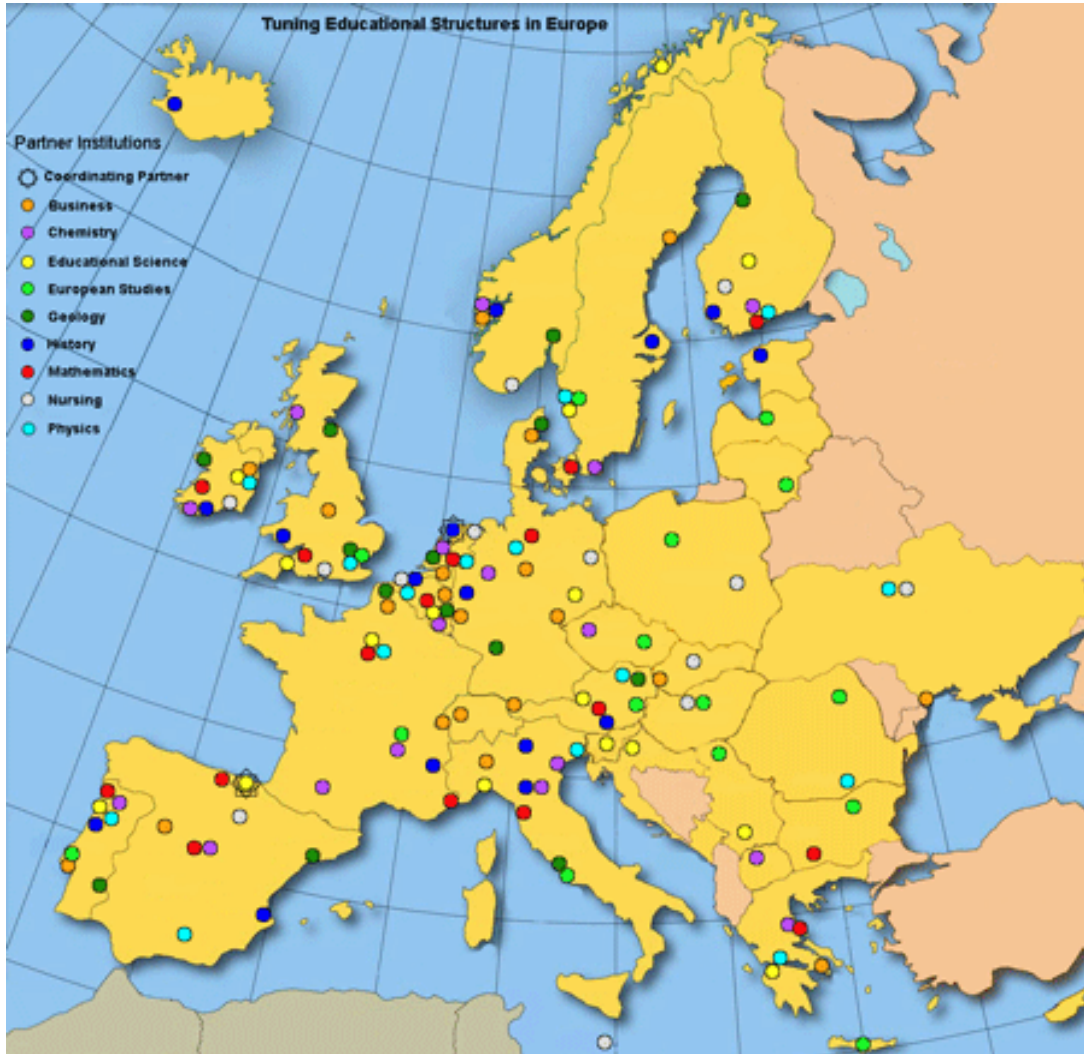 Tuning Educational Structures in Europe
Partner Institutions
Coordinating Partner
Business
Chemistry
Educational Science
European Studies
Geology
History
Mathematics
Nursing
Physics